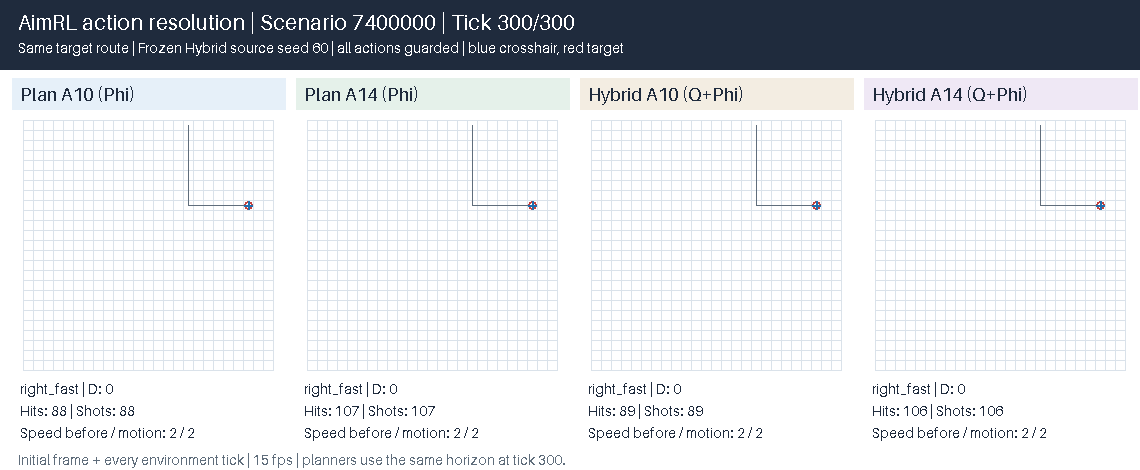 AimRL action resolution | Scenario 7400000 | Tick 300/300
Same target route | Frozen Hybrid source seed 60 | all actions guarded | blue crosshair, red target
Plan A10 (Phi)
Plan A14 (Phi)
Hybrid A10 (Q+Phi)
Hybrid A14 (Q+Phi)
right_fast | D: 0
Hits: 88 | Shots: 88
Speed before / motion: 2 / 2
right_fast | D: 0
Hits: 107 | Shots: 107
Speed before / motion: 2 / 2
right_fast | D: 0
Hits: 89 | Shots: 89
Speed before / motion: 2 / 2
right_fast | D: 0
Hits: 106 | Shots: 106
Speed before / motion: 2 / 2
Initial frame + every environment tick | 15 fps | planners use the same horizon at tick 300.